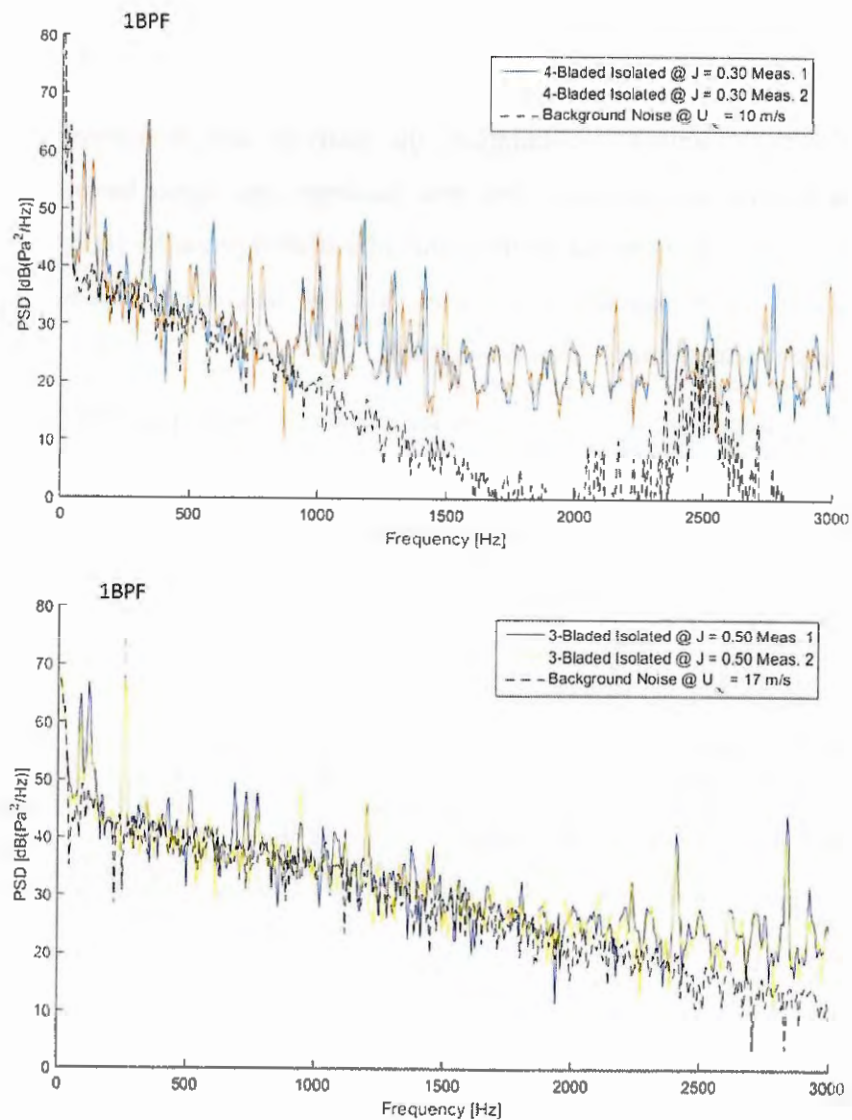 1BPF
4-Bladed Isolated @ J = 0.30 Meas. 1
4-Bladed Isolated @ J = 0.30 Meas. 2
Background Noise @ U = 10 m/s
PSD [dB(Pa²/Hz)]
80
70
60
50
40
30
20
10
0
0 500 1000 1500 2000 2500 3000
Frequency [Hz]
1BPF
3-Bladed Isolated @ J = 0.50 Meas. 1
3-Bladed Isolated @ J = 0.50 Meas. 2
Background Noise @ U = 17 m/s
PSD [dB(Pa²/Hz)]
80
70
60
50
40
30
20
10
0
0 500 1000 1500 2000 2500 3000
Frequency [Hz]